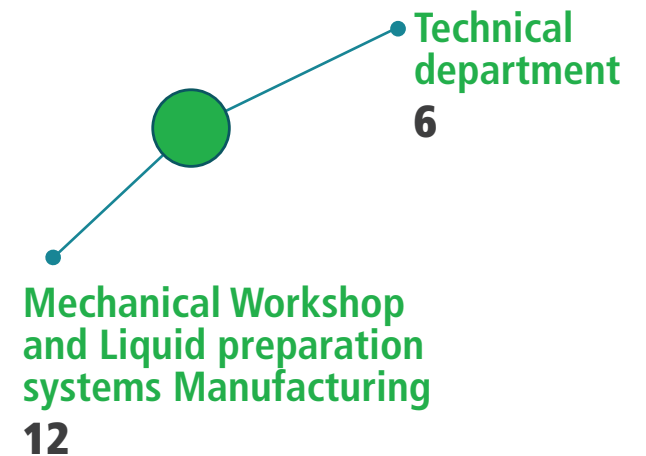 Technical
department
6
Mechanical Workshop
and Liquid preparation
systems Manufacturing
12